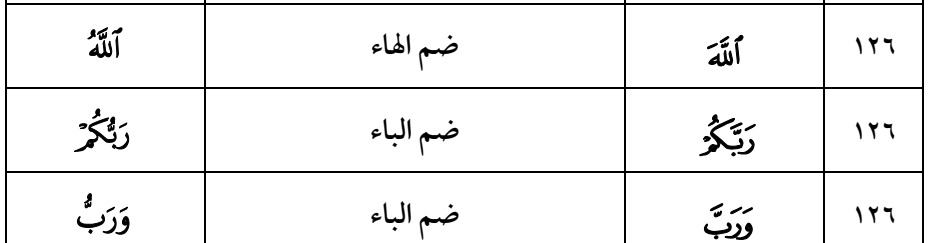 ١٢٦ ٱللَّهَ ضم الهاء ٱللَّهُ
١٢٦ رَبَّكُمْ ضم الباء رَبُّكُمْ
١٢٦ وَرَبَّ ضم الباء وَرَبُّ